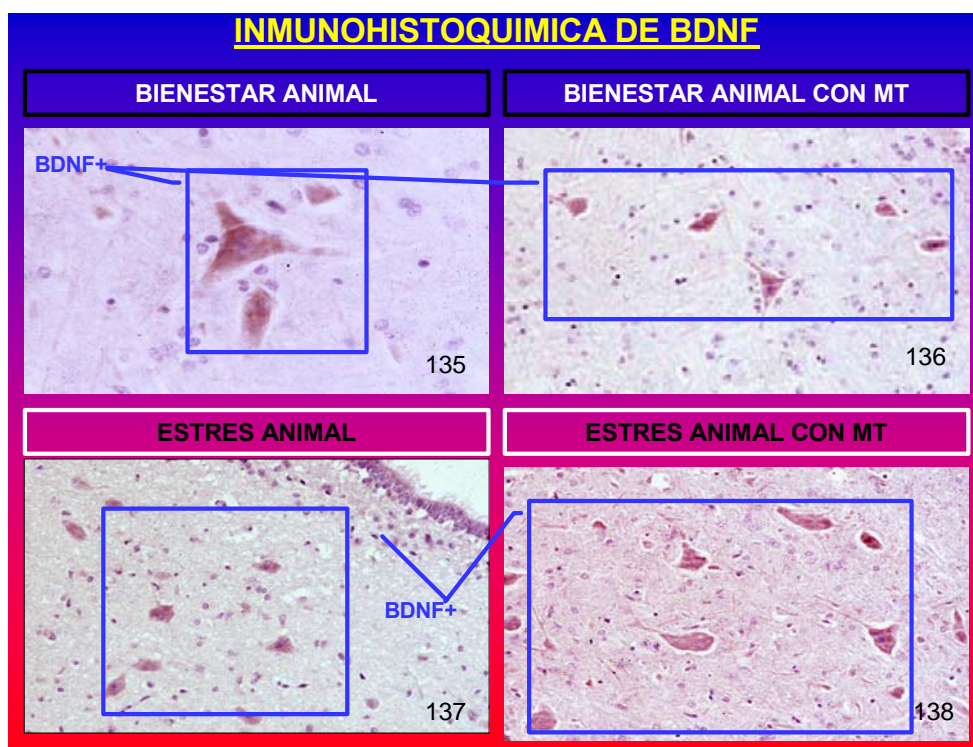 INMUNOHISTOQUIMICA DE BDNF
BIENESTAR ANIMAL
BIENESTAR ANIMAL CON MT
BDNF+
135
136
ESTRES ANIMAL
ESTRES ANIMAL CON MT
BDNF+
137
138